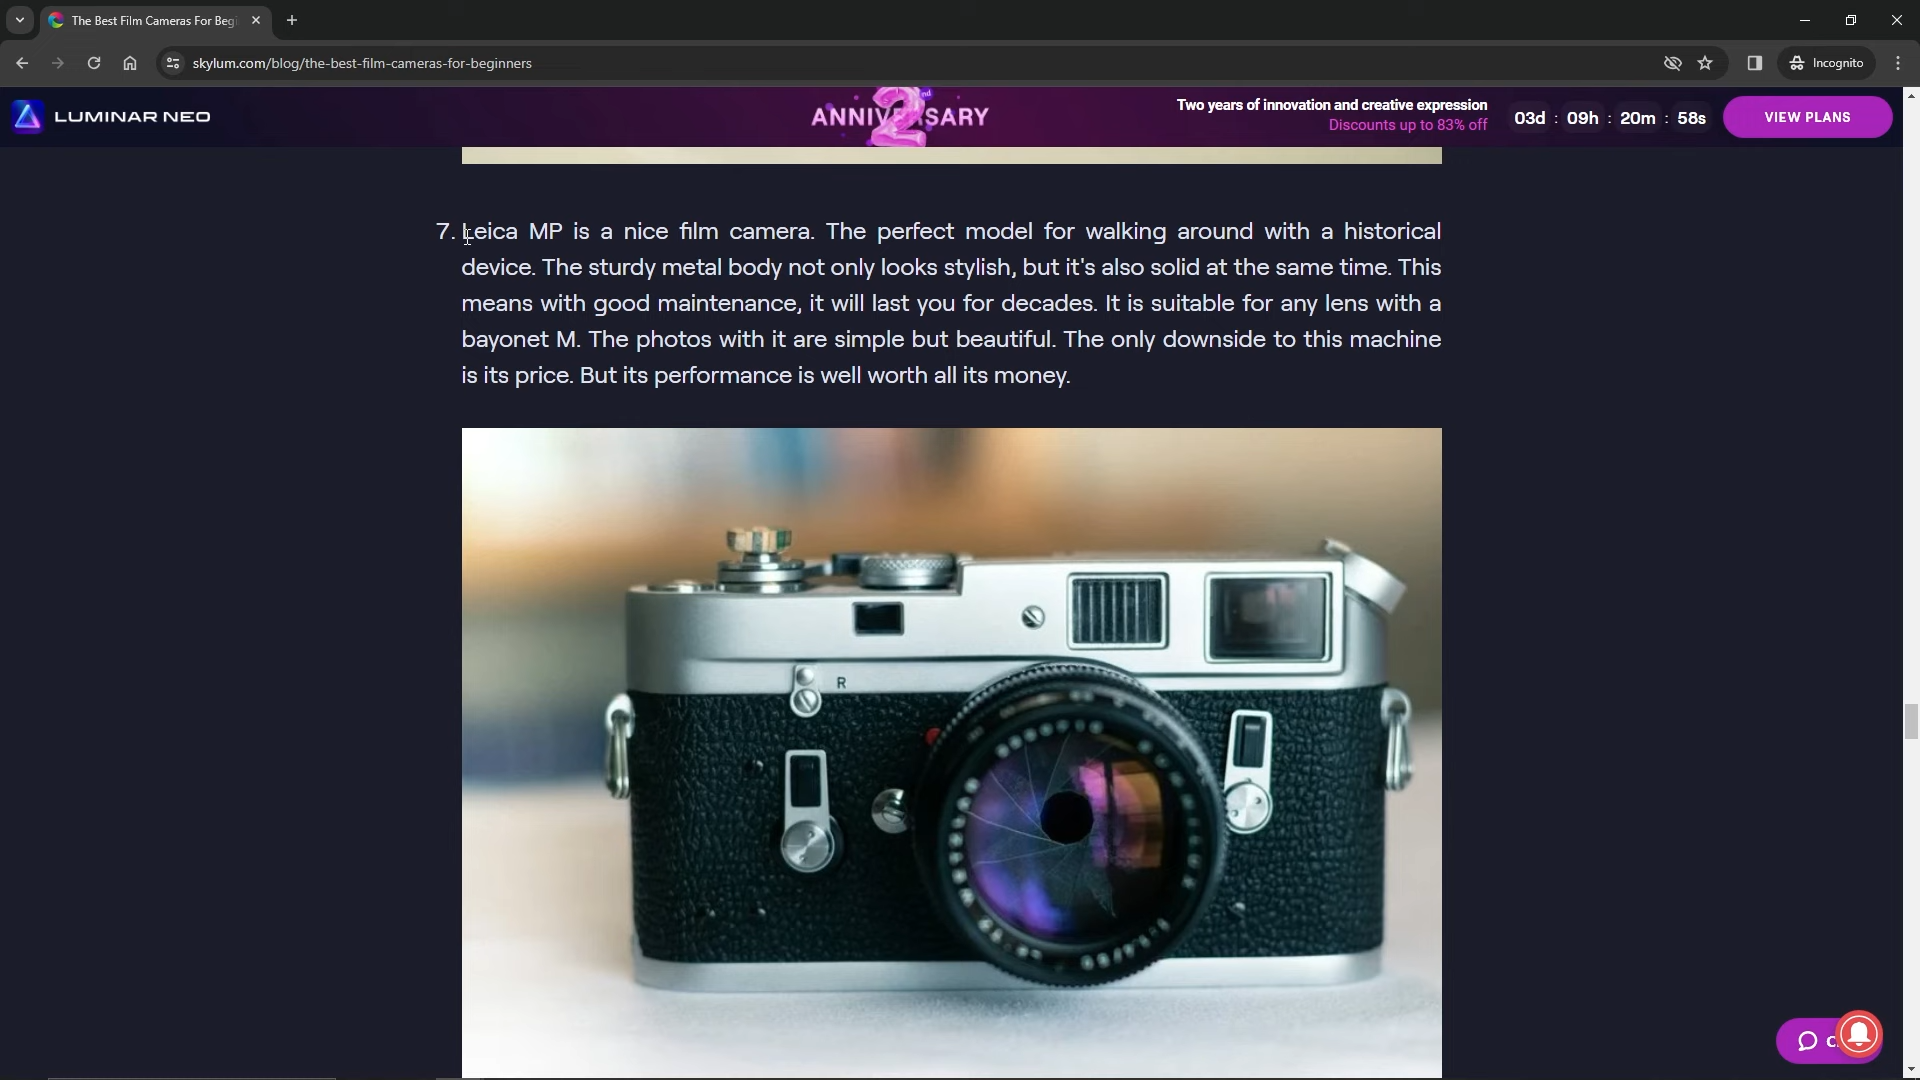 The Best Film Cameras For Begi
skylum.com/blog/the-best-film-cameras-for-beginners
Incognito
LUMINAR NEO
ANNIVERSARY
2nd
Two years of innovation and creative expression
Discounts up to 83% off
03d : 09h : 20m : 58s
VIEW PLANS
7. Leica MP is a nice film camera. The perfect model for walking around with a historical
device. The sturdy metal body not only looks stylish, but it's also solid at the same time. This
means with good maintenance, it will last you for decades. It is suitable for any lens with a
bayonet M. The photos with it are simple but beautiful. The only downside to this machine
is its price. But its performance is well worth all its money.
R